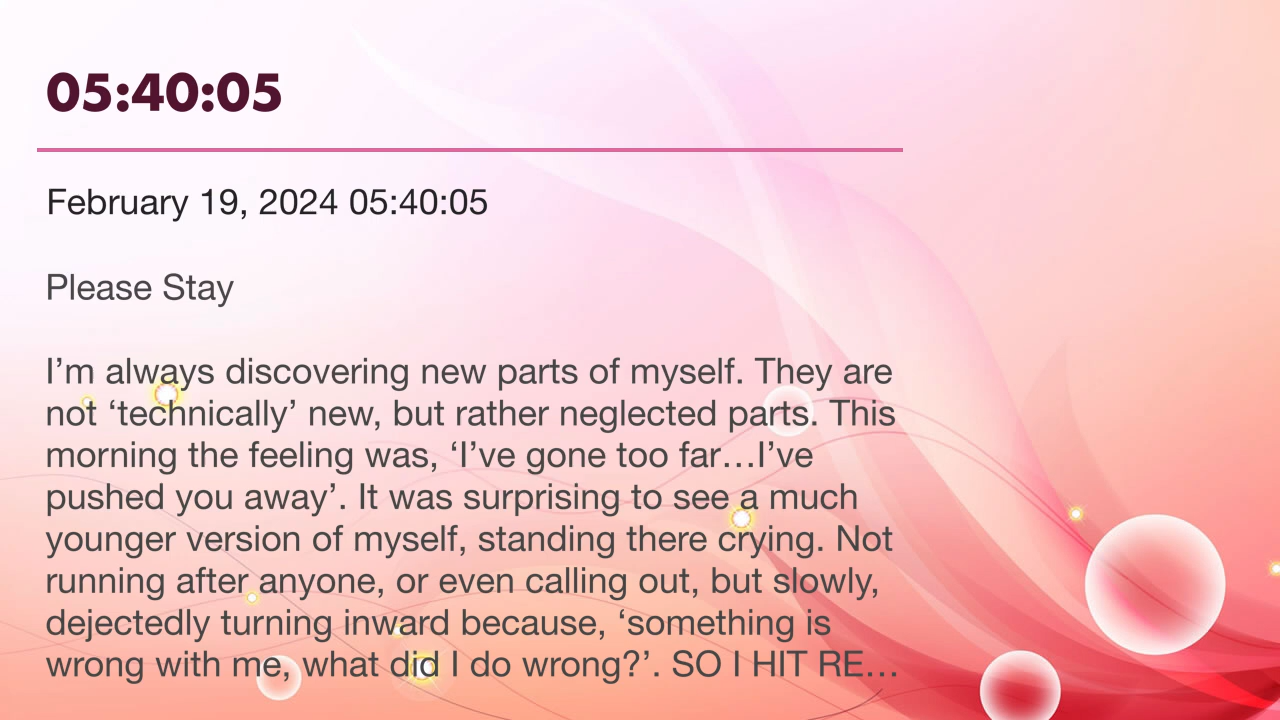 05:40:05
February 19, 2024 05:40:05
Please Stay
I’m always discovering new parts of myself. They are
not ‘technically’ new, but rather neglected parts. This
morning the feeling was, ‘I’ve gone too far…I’ve
pushed you away’. It was surprising to see a much
younger version of myself, standing there crying. Not
running after anyone, or even calling out, but slowly,
dejectedly turning inward because, ‘something is
wrong with me, what did I do wrong?’. SO I HIT RE…